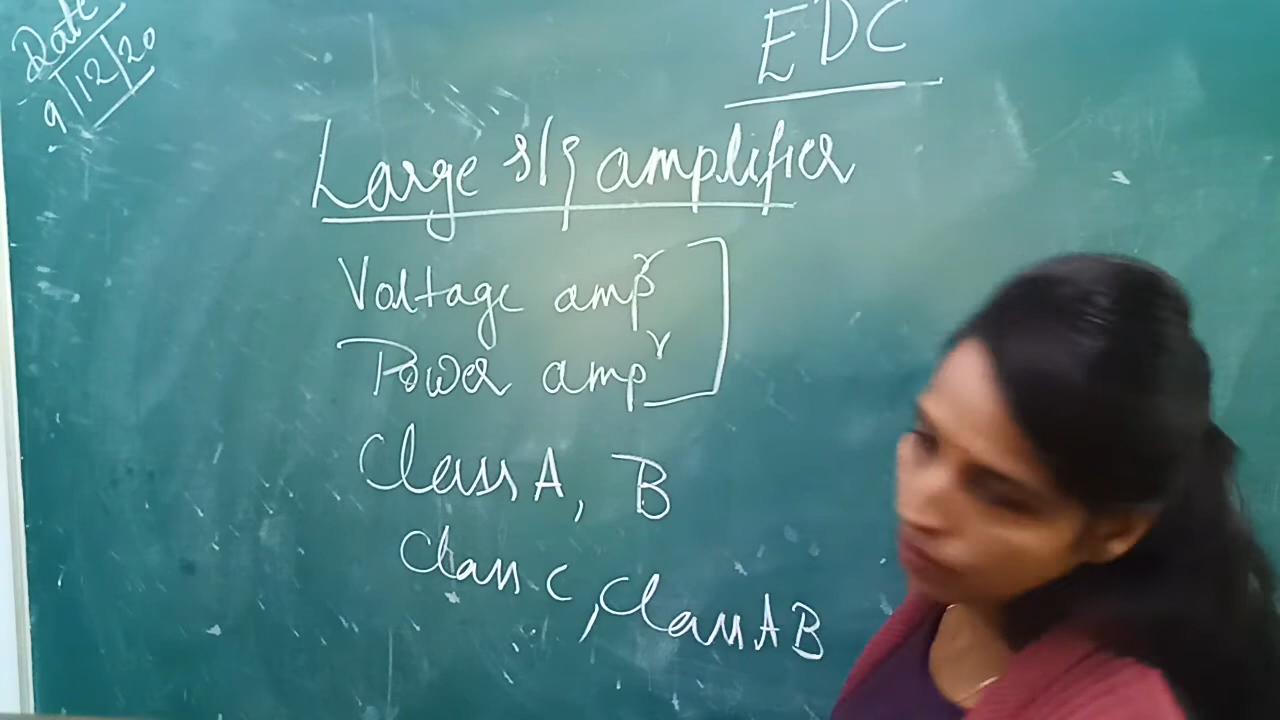 Date
9/12/20
EDC
Large s/g amplifier
Voltage ampr
Power ampr
Class A, B
Class C, Class AB